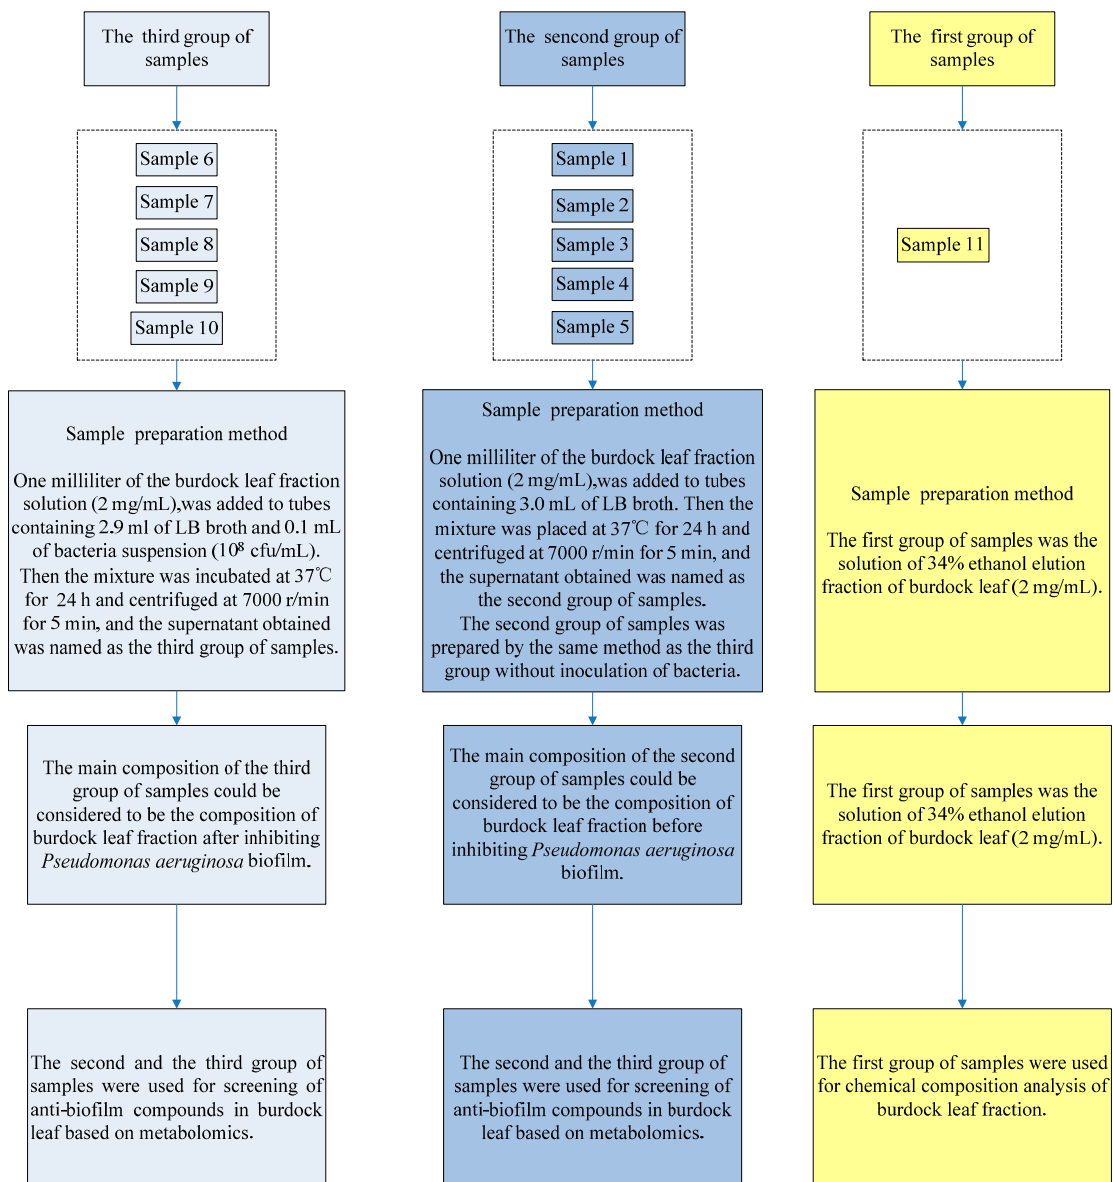 The third group of
samples
Sample 6
Sample 7
Sample 8
Sample 9
Sample 10
Sample preparation method
One milliliter of the burdock leaf fraction
solution (2 mg/mL),was added to tubes
containing 2.9 ml of LB broth and 0.1 mL
of bacteria suspension (10⁸ cfu/mL).
Then the mixture was incubated at 37℃
for 24 h and centrifuged at 7000 r/min
for 5 min, and the supernatant obtained
was named as the third group of samples.
The main composition of the third
group of samples could be
considered to be the composition of
burdock leaf fraction after inhibiting
Pseudomonas aeruginosa biofilm.
The second and the third group of
samples were used for screening of
anti-biofilm compounds in burdock
leaf based on metabolomics.
The sencond group of
samples
Sample 1
Sample 2
Sample 3
Sample 4
Sample 5
Sample preparation method
One milliliter of the burdock leaf fraction
solution (2 mg/mL),was added to tubes
containing 3.0 mL of LB broth. Then the
mixture was placed at 37℃ for 24 h and
centrifuged at 7000 r/min for 5 min, and
the supernatant obtained was named as
the second group of samples.
The second group of samples was
prepared by the same method as the third
group without inoculation of bacteria.
The main composition of the second
group of samples could be
considered to be the composition of
burdock leaf fraction before
inhibiting Pseudomonas aeruginosa
biofilm.
The second and the third group of
samples were used for screening of
anti-biofilm compounds in burdock
leaf based on metabolomics.
The first group of
samples
Sample 11
Sample preparation method
The first group of samples was the
solution of 34% ethanol elution
fraction of burdock leaf (2 mg/mL).
The first group of samples was the
solution of 34% ethanol elution
fraction of burdock leaf (2 mg/mL).
The first group of samples were used
for chemical composition analysis of
burdock leaf fraction.